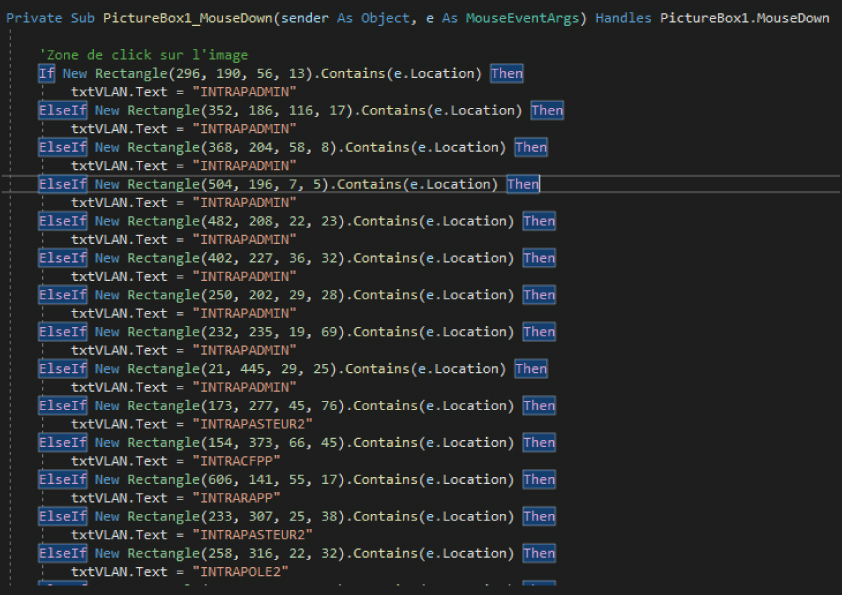 Private Sub PictureBox1_MouseDown(sender As Object, e As MouseEventArgs) Handles PictureBox1.MouseDown
'Zone de click sur l'image
If New Rectangle(296, 190, 56, 13).Contains(e.Location) Then
txtVLAN.Text = "INTRAPADMIN"
ElseIf New Rectangle(352, 186, 116, 17).Contains(e.Location) Then
txtVLAN.Text = "INTRAPADMIN"
ElseIf New Rectangle(368, 204, 58, 8).Contains(e.Location) Then
txtVLAN.Text = "INTRAPADMIN"
ElseIf New Rectangle(504, 196, 7, 5).Contains(e.Location) Then
txtVLAN.Text = "INTRAPADMIN"
ElseIf New Rectangle(482, 208, 22, 23).Contains(e.Location) Then
txtVLAN.Text = "INTRAPADMIN"
ElseIf New Rectangle(402, 227, 36, 32).Contains(e.Location) Then
txtVLAN.Text = "INTRAPADMIN"
ElseIf New Rectangle(250, 202, 29, 28).Contains(e.Location) Then
txtVLAN.Text = "INTRAPADMIN"
ElseIf New Rectangle(232, 235, 19, 69).Contains(e.Location) Then
txtVLAN.Text = "INTRAPADMIN"
ElseIf New Rectangle(21, 445, 29, 25).Contains(e.Location) Then
txtVLAN.Text = "INTRAPADMIN"
ElseIf New Rectangle(173, 277, 45, 76).Contains(e.Location) Then
txtVLAN.Text = "INTRAPASTEUR2"
ElseIf New Rectangle(154, 373, 66, 45).Contains(e.Location) Then
txtVLAN.Text = "INTRACFPP"
ElseIf New Rectangle(606, 141, 55, 17).Contains(e.Location) Then
txtVLAN.Text = "INTRARAPP"
ElseIf New Rectangle(233, 307, 25, 38).Contains(e.Location) Then
txtVLAN.Text = "INTRAPASTEUR2"
ElseIf New Rectangle(258, 316, 22, 32).Contains(e.Location) Then
txtVLAN.Text = "INTRAPOLE2"